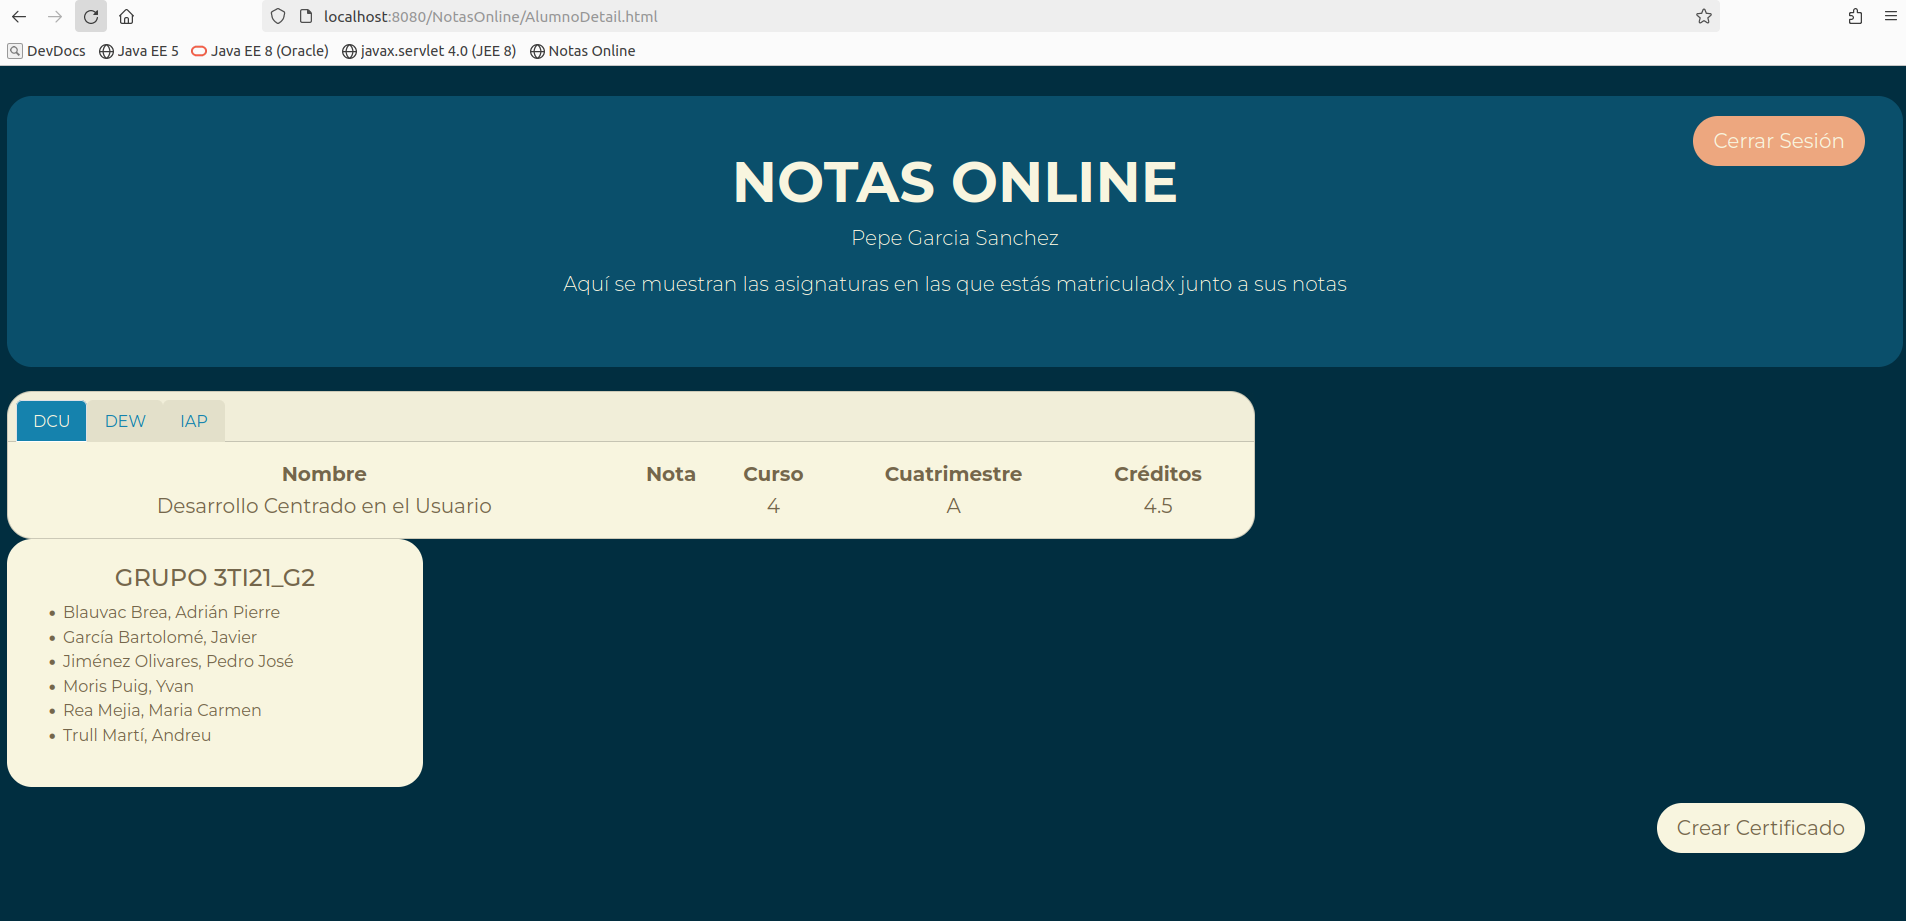 localhost:8080/NotasOnline/AlumnoDetail.html
DevDocs Java EE 5 Java EE 8 (Oracle) javax.servlet 4.0 (JEE 8) Notas Online
Cerrar Sesión
NOTAS ONLINE
Pepe Garcia Sanchez
Aquí se muestran las asignaturas en las que estás matriculadx junto a sus notas
DCU DEW IAP
Nombre Nota Curso Cuatrimestre Créditos
Desarrollo Centrado en el Usuario 4 A 4.5
GRUPO 3TI21_G2
Blauvac Brea, Adrián Pierre
García Bartolomé, Javier
Jiménez Olivares, Pedro José
Moris Puig, Yvan
Rea Mejia, Maria Carmen
Trull Martí, Andreu
Crear Certificado